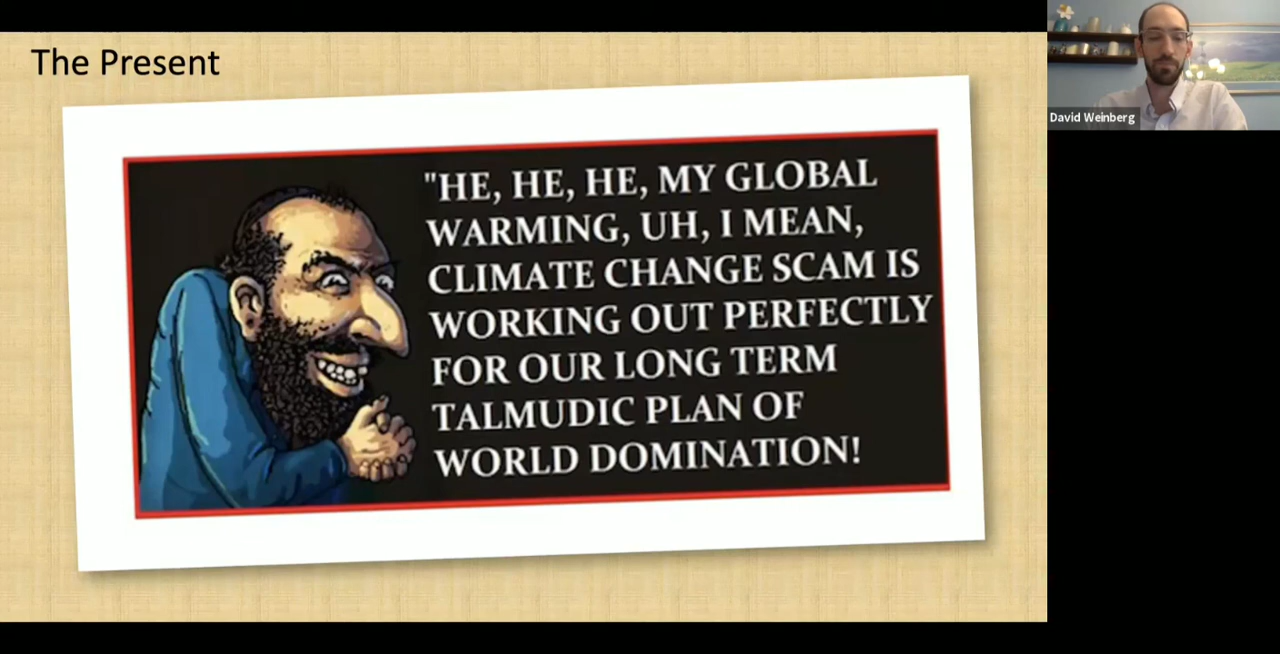 The Present
"HE, HE, HE, MY GLOBAL
WARMING, UH, I MEAN,
CLIMATE CHANGE SCAM IS
WORKING OUT PERFECTLY
FOR OUR LONG TERM
TALMUDIC PLAN OF
WORLD DOMINATION!
David Weinberg